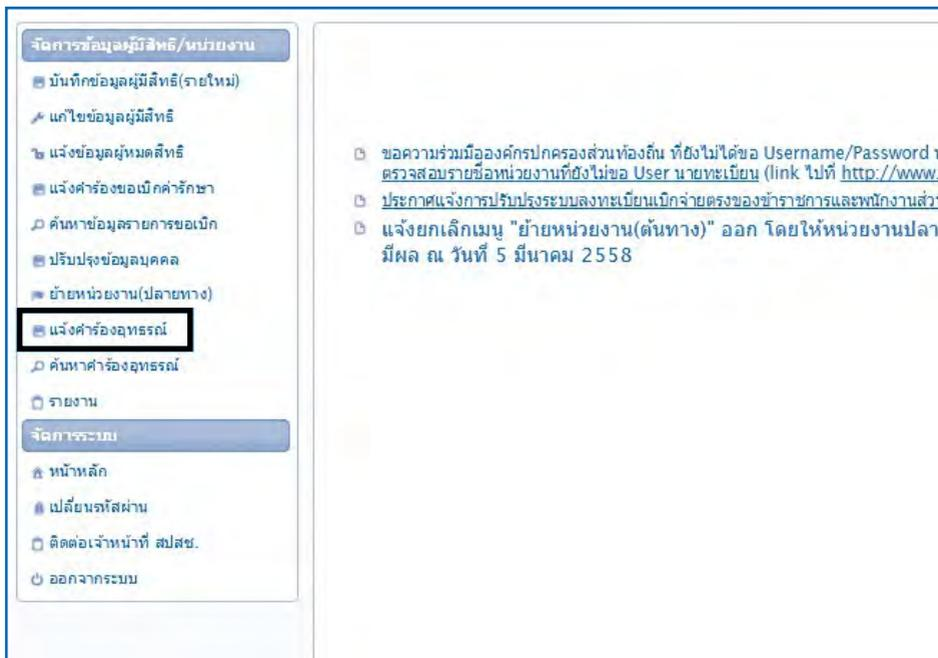 จัดการข้อมูลผู้มีสิทธิ/หน่วยงาน
บันทึกข้อมูลผู้มีสิทธิ(รายใหม่)
แก้ไขข้อมูลผู้มีสิทธิ
แจ้งข้อมูลผู้หมดสิทธิ
แจ้งคำร้องขอเบิกค่ารักษา
ค้นหาข้อมูลรายการขอเบิก
ปรับปรุงข้อมูลบุคคล
ย้ายหน่วยงาน(ปลายทาง)
แจ้งคำร้องอุทธรณ์
ค้นหาคำร้องอุทธรณ์
รายงาน
จัดการระบบ
หน้าหลัก
เปลี่ยนรหัสผ่าน
ติดต่อเจ้าหน้าที่ สปสช.
ออกจากระบบ
ขอความร่วมมือองค์กรปกครองส่วนท้องถิ่น ที่ยังไม่ได้ขอ Username/Password
ตรวจสอบรายชื่อหน่วยงานที่ยังไม่ขอ User นายทะเบียน (link ไปที่ http://www.
ประกาศแจ้งการปรับปรุงระบบลงทะเบียนเบิกจ่ายตรงของข้าราชการและพนักงานส่ว
แจ้งยกเลิกเมนู "ย้ายหน่วยงาน(ต้นทาง)" ออก โดยให้หน่วยงานปลา
มีผล ณ วันที่ 5 มีนาคม 2558